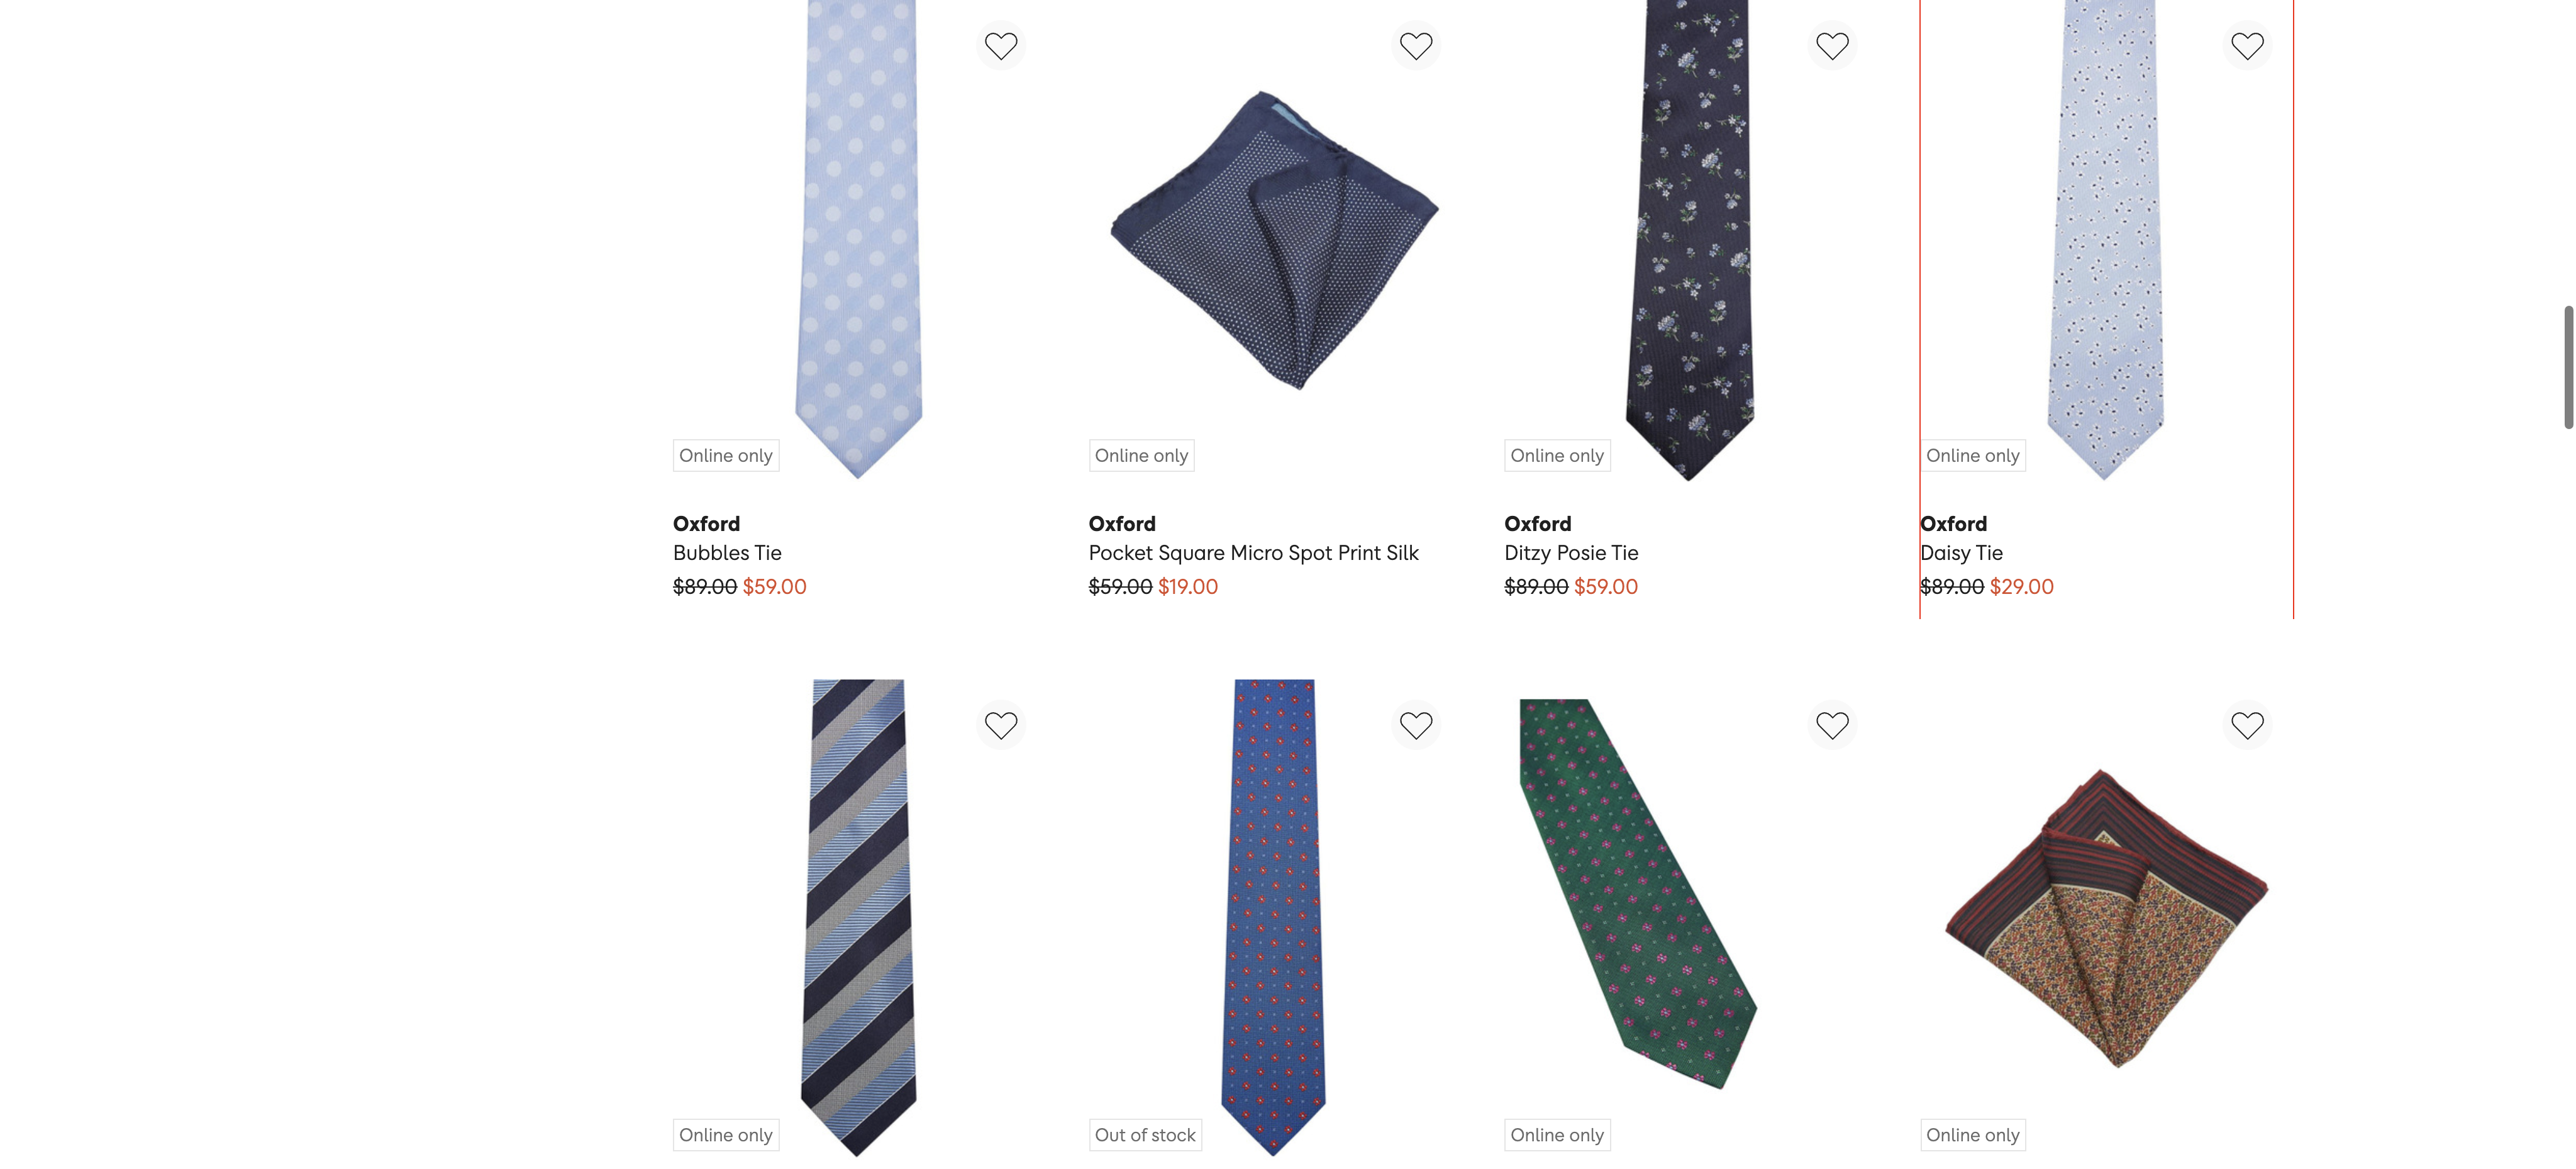 Online only
Online only
Online only
Online only
Oxford
Bubbles Tie
$89.00 $59.00
Oxford
Pocket Square Micro Spot Print Silk
$59.00 $19.00
Oxford
Ditzy Posie Tie
$89.00 $59.00
Oxford
Daisy Tie
$89.00 $29.00
Online only
Out of stock
Online only
Online only